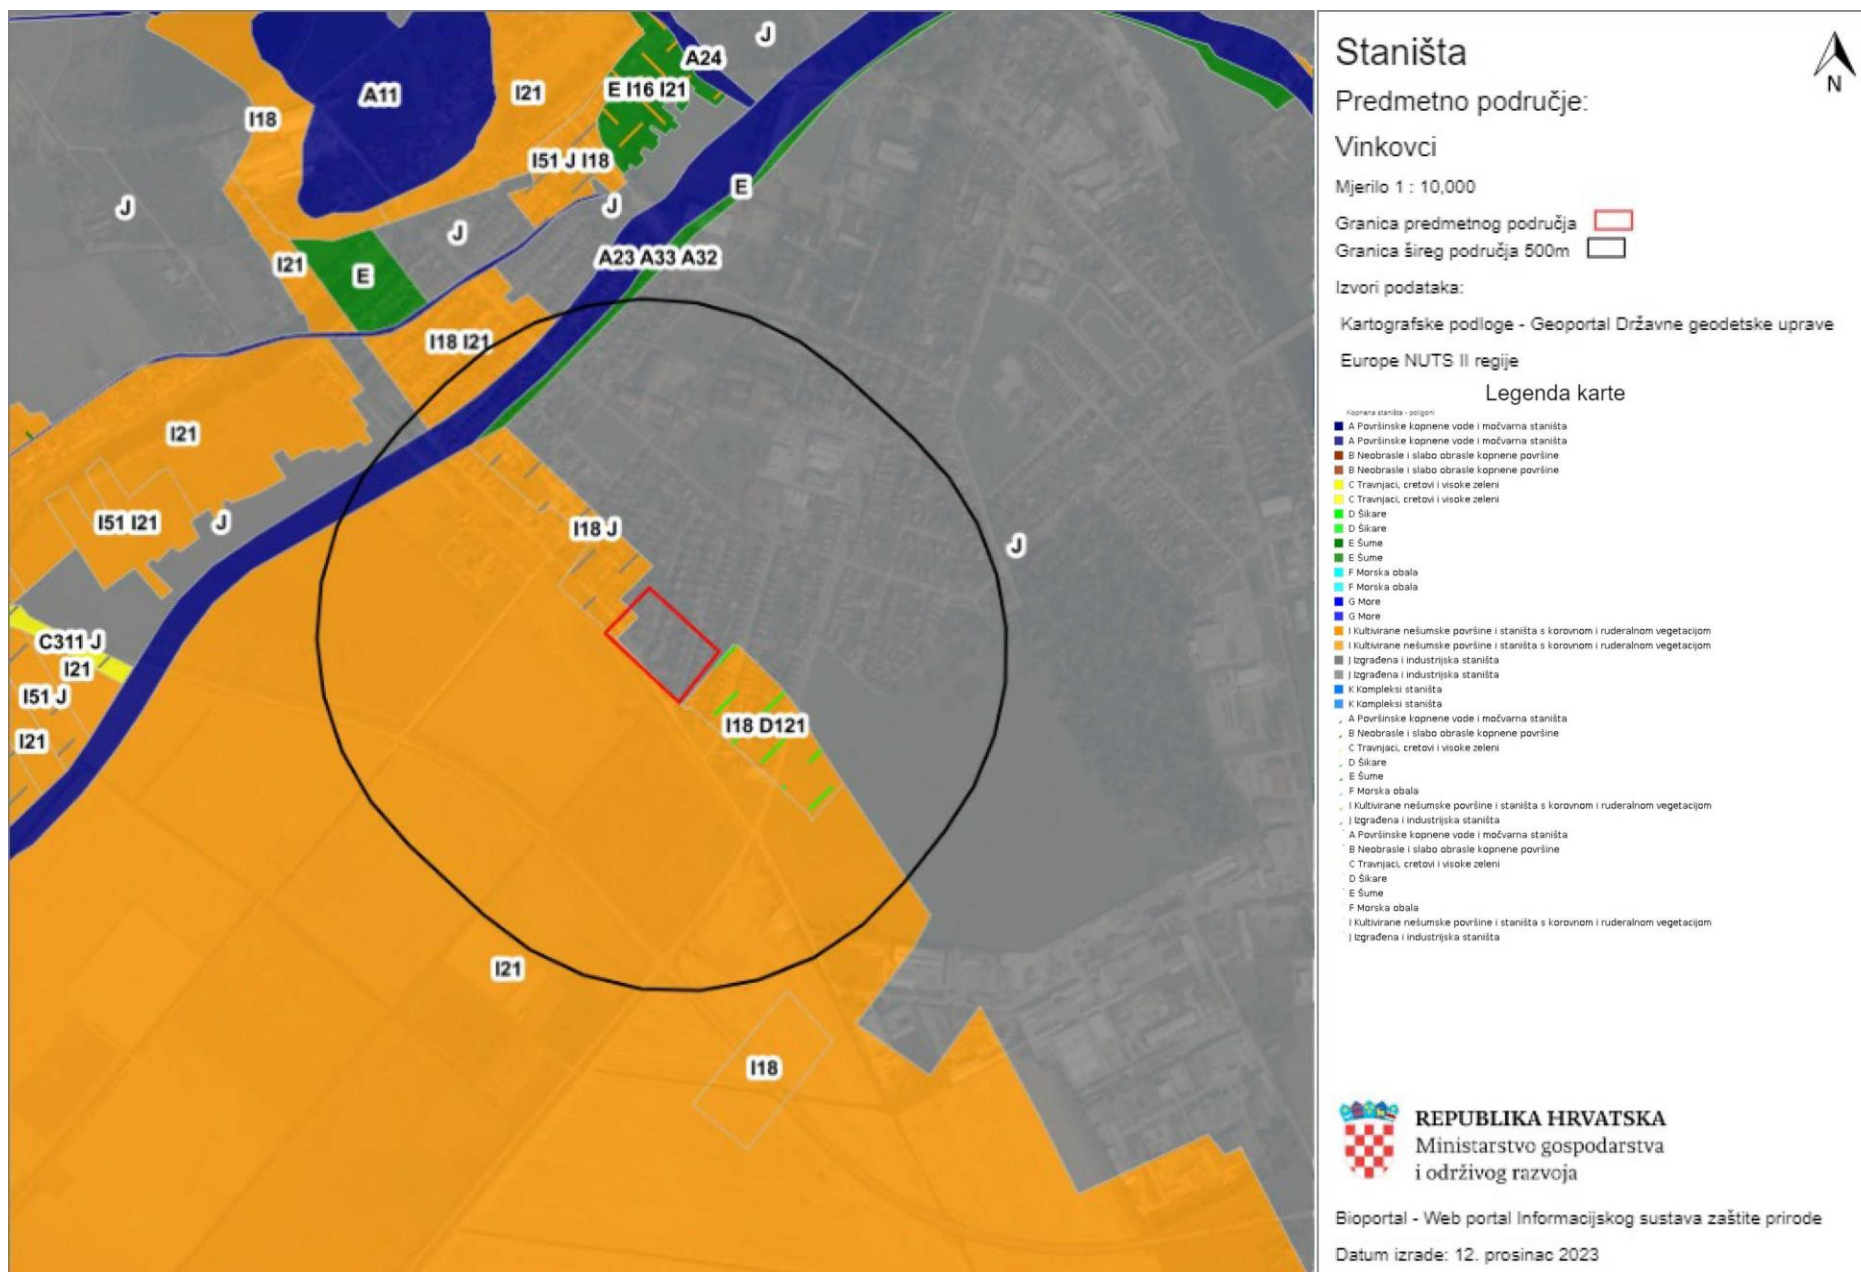 J
A24
A11
I21
E I16 I21
I18
I51 J I18
E
J
J
J
A23 A33 A32
I21
E
I18 I21
I21
I51 I21
J
I18 J
J
C311 J
I21
I51 J
I18 D121
I21
I21
I18
Staništa
N
Predmetno područje:
Vinkovci
Mjerilo 1 : 10,000
Granica predmetnog područja
Granica šireg područja 500m
Izvori podataka:
Kartografske podloge - Geoportal Državne geodetske uprave
Europe NUTS II regije
Legenda karte
Kopnena staništa - poligoni
A Površinske kopnene vode i močvarna staništa
A Površinske kopnene vode i močvarna staništa
B Neobrasle i slabo obrasle kopnene površine
B Neobrasle i slabo obrasle kopnene površine
C Travnjaci, cretovi i visoke zeleni
C Travnjaci, cretovi i visoke zeleni
D Šikare
D Šikare
E Šume
E Šume
F Morska obala
F Morska obala
G More
G More
I Kultivirane nešumske površine i staništa s korovnom i ruderalnom vegetacijom
I Kultivirane nešumske površine i staništa s korovnom i ruderalnom vegetacijom
J Izgrađena i industrijska staništa
J Izgrađena i industrijska staništa
K Kompleksi staništa
K Kompleksi staništa
A Površinske kopnene vode i močvarna staništa
B Neobrasle i slabo obrasle kopnene površine
C Travnjaci, cretovi i visoke zeleni
D Šikare
E Šume
F Morska obala
I Kultivirane nešumske površine i staništa s korovnom i ruderalnom vegetacijom
J Izgrađena i industrijska staništa
A Površinske kopnene vode i močvarna staništa
B Neobrasle i slabo obrasle kopnene površine
C Travnjaci, cretovi i visoke zeleni
D Šikare
E Šume
F Morska obala
I Kultivirane nešumske površine i staništa s korovnom i ruderalnom vegetacijom
J Izgrađena i industrijska staništa
REPUBLIKA HRVATSKA
Ministarstvo gospodarstva
i održivog razvoja
Bioportal - Web portal Informacijskog sustava zaštite prirode
Datum izrade: 12. prosinac 2023